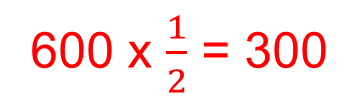 600 x 1/2 = 300